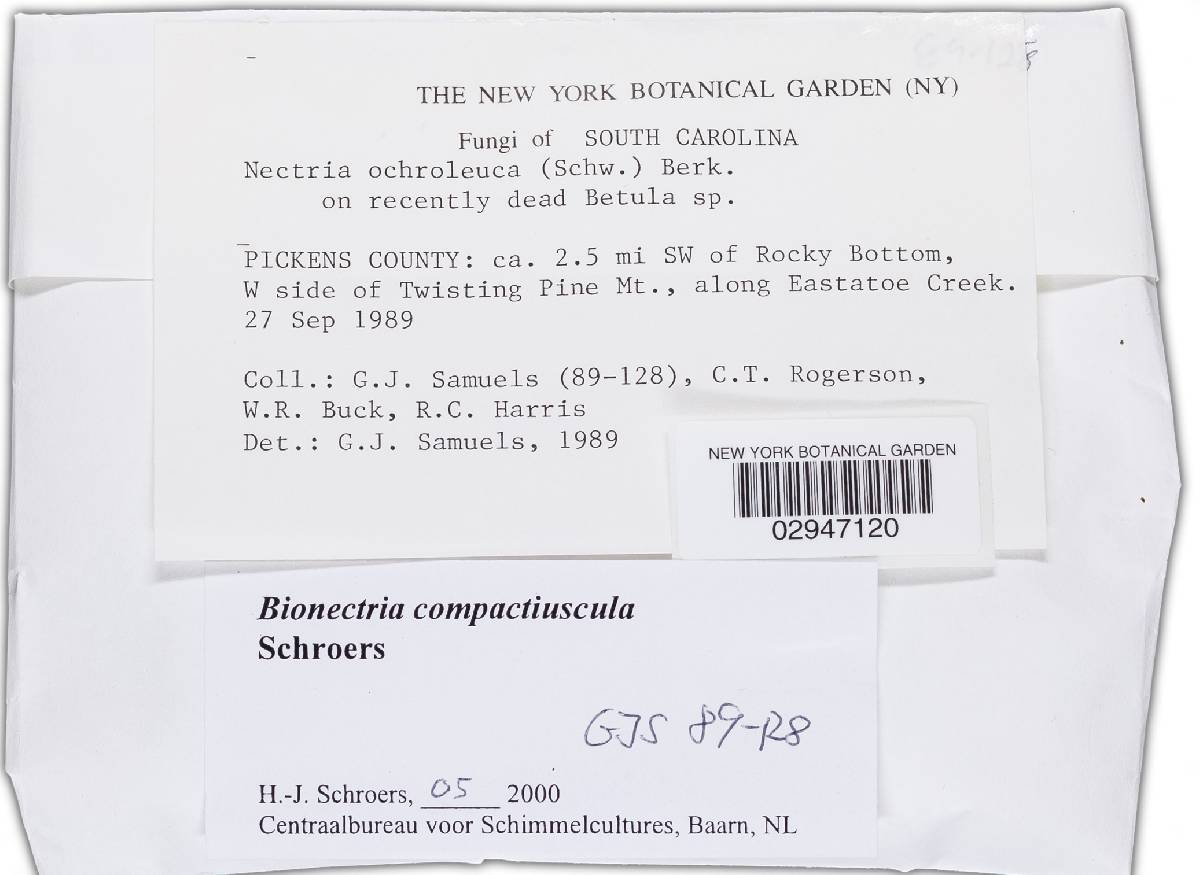 THE NEW YORK BOTANICAL GARDEN (NY)
Fungi of SOUTH CAROLINA
Nectria ochroleuca (Schw.) Berk.
on recently dead Betula sp.
PICKENS COUNTY: ca. 2.5 mi SW of Rocky Bottom,
W side of Twisting Pine Mt., along Eastatoe Creek.
27 Sep 1989
Coll.: G.J. Samuels (89-128), C.T. Rogerson,
W.R. Buck, R.C. Harris
Det.: G.J. Samuels, 1989
NEW YORK BOTANICAL GARDEN
02947120
Bionectria compactiuscula
Schroers
GJS 89-128
H.-J. Schroers, 05 2000
Centraalbureau voor Schimmelcultures, Baarn, NL